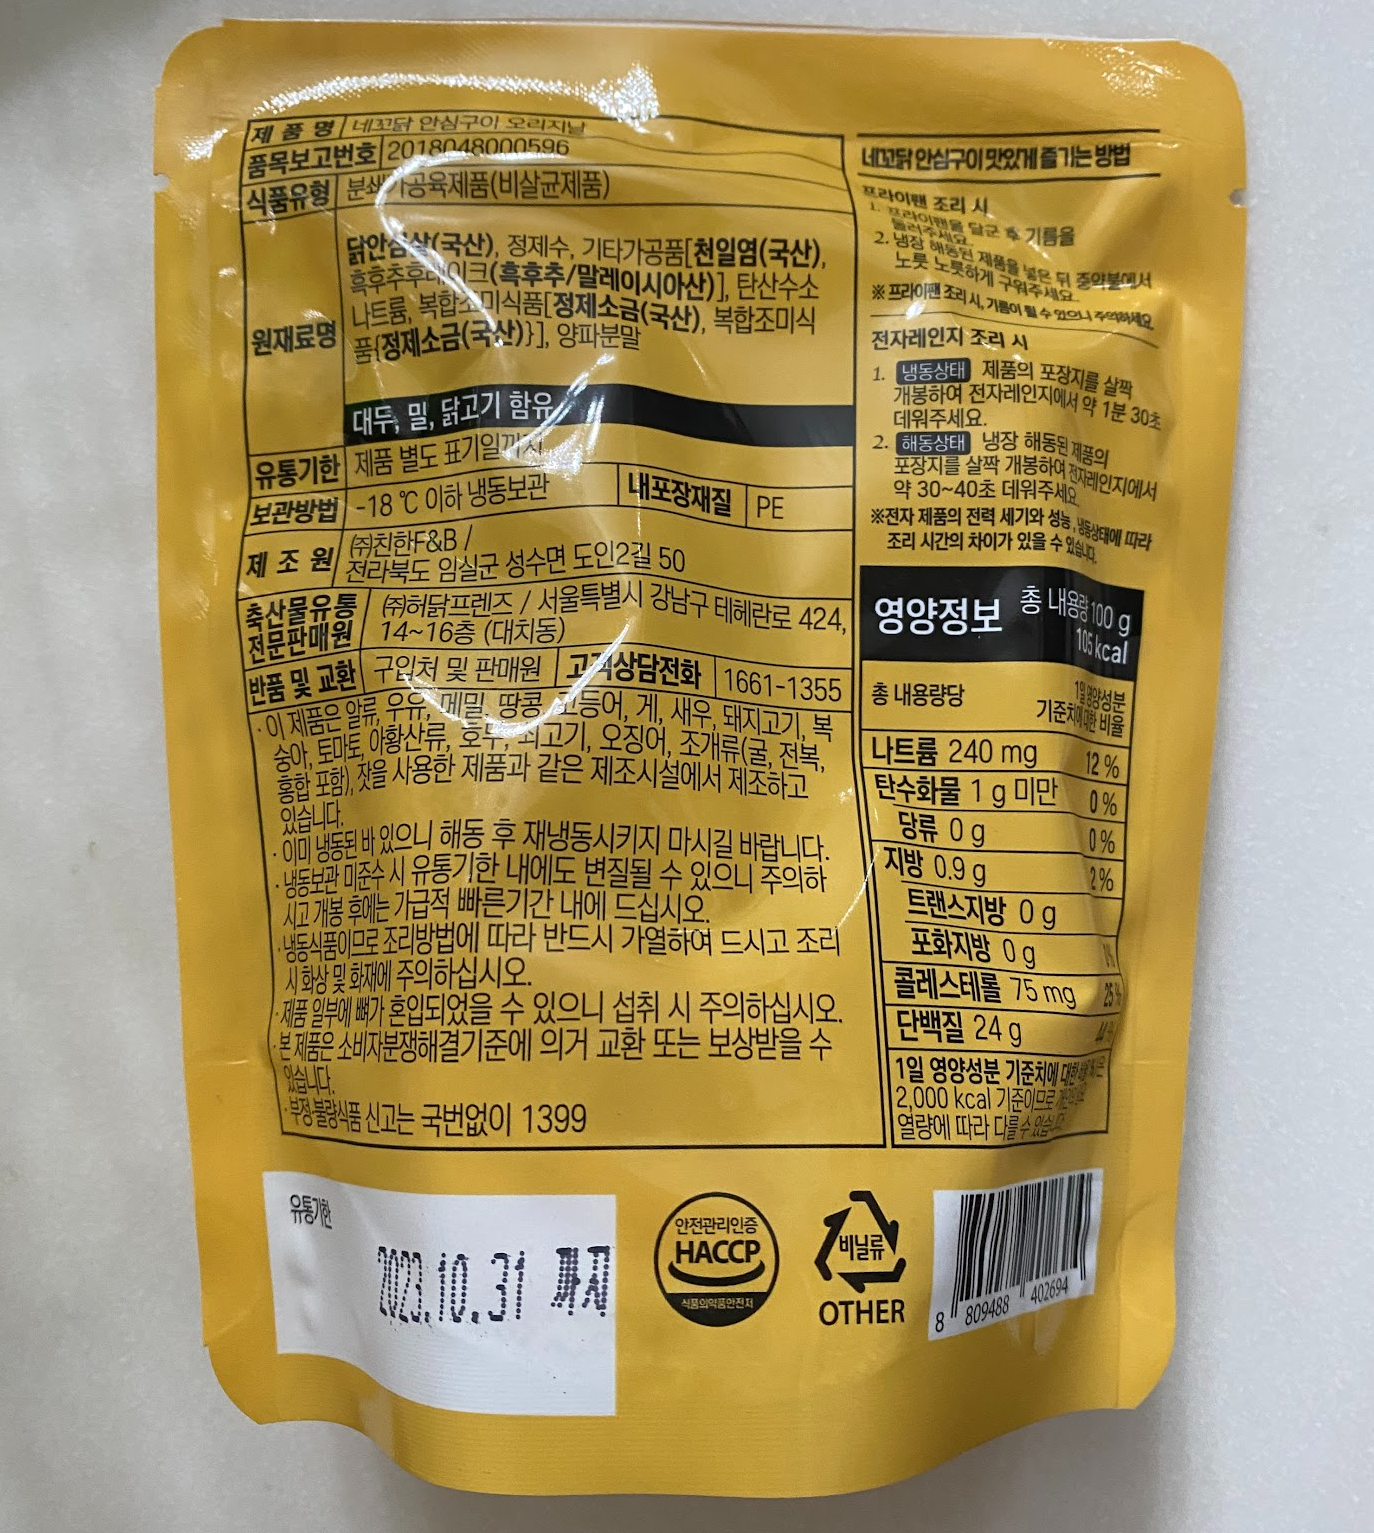 제 품 명 네꼬닭 안심구이 오리지날
품목보고번호 2018048000596
식품유형 분쇄가공육제품(비살균제품)
원재료명
닭안심살(국산), 정제수, 기타가공품[천일염(국산),
흑후추후레이크(흑후추/말레이시아산)], 탄산수소
나트륨, 복합조미식품[정제소금(국산), 복합조미식
품{정제소금(국산)}], 양파분말
대두, 밀, 닭고기 함유
유통기한 제품 별도 표기일까지
보관방법 -18 ℃ 이하 냉동보관 내포장재질 PE
제 조 원
㈜친한F&B /
전라북도 임실군 성수면 도인2길 50
축산물유통
전문판매원
㈜허닭프렌즈 / 서울특별시 강남구 테헤란로 424,
14~16층 (대치동)
반품 및 교환 구입처 및 판매원 고객상담전화 1661-1355
· 이 제품은 알류, 우유, 메밀, 땅콩, 고등어, 게, 새우, 돼지고기, 복
숭아, 토마토, 아황산류, 호두, 쇠고기, 오징어, 조개류(굴, 전복,
홍합 포함), 잣을 사용한 제품과 같은 제조시설에서 제조하고
있습니다.
· 이미 냉동된 바 있으니 해동 후 재냉동시키지 마시길 바랍니다.
· 냉동보관 미준수 시 유통기한 내에도 변질될 수 있으니 주의하
시고 개봉 후에는 가급적 빠른기간 내에 드십시오.
· 냉동식품이므로 조리방법에 따라 반드시 가열하여 드시고 조리
시 화상 및 화재에 주의하십시오.
· 제품 일부에 뼈가 혼입되었을 수 있으니 섭취 시 주의하십시오.
· 본 제품은 소비자분쟁해결기준에 의거 교환 또는 보상받을 수
있습니다.
· 부정·불량식품 신고는 국번없이 1399
네꼬닭 안심구이 맛있게 즐기는 방법
프라이팬 조리 시
1. 프라이팬을 달군 후 기름을
둘러주세요.
2. 냉장 해동된 제품을 넣은 뒤 중약불에서
노릇 노릇하게 구워주세요.
※ 프라이팬 조리 시, 기름이 튈 수 있으니 주의하세요.
전자레인지 조리 시
1. 냉동상태 제품의 포장지를 살짝
개봉하여 전자레인지에서 약 1분 30초
데워주세요.
2. 해동상태 냉장 해동된 제품의
포장지를 살짝 개봉하여 전자레인지에서
약 30~40초 데워주세요.
※전자 제품의 전력 세기와 성능, 냉동상태에 따라
조리 시간의 차이가 있을 수 있습니다.
영양정보
총 내용량 100 g
105 kcal
총 내용량당
1일 영양성분
기준치에 대한 비율
나트륨 240 mg 12 %
탄수화물 1 g 미만 0 %
당류 0 g 0 %
지방 0.9 g 2 %
트랜스지방 0 g
포화지방 0 g 0%
콜레스테롤 75 mg 25 %
단백질 24 g
1일 영양성분 기준치에 대한
2,000 kcal 기준이므로
열량에 따라 다를 수 있습니다
유통기한
2023.10.31 까지
안전관리인증
HACCP
식품의약품안전처
비닐류
OTHER
8 809488 402694